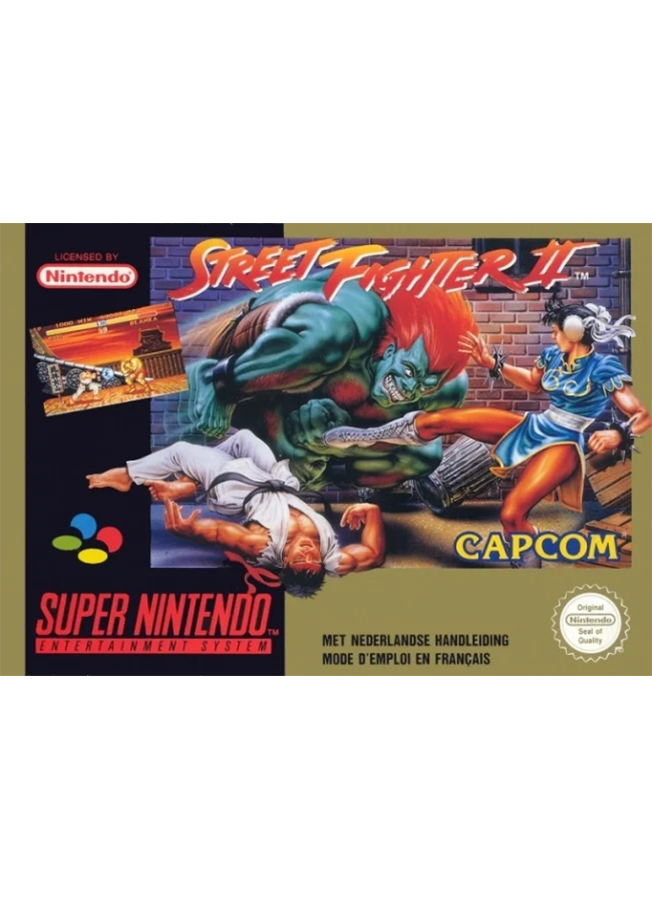 LICENSED BY
Nintendo
STREET FIGHTER II TM
CAPCOM
SUPER NINTENDO TM
ENTERTAINMENT SYSTEM
MET NEDERLANDSE HANDLEIDING
MODE D'EMPLOI EN FRANÇAIS
Original
Nintendo
Seal of
Quality